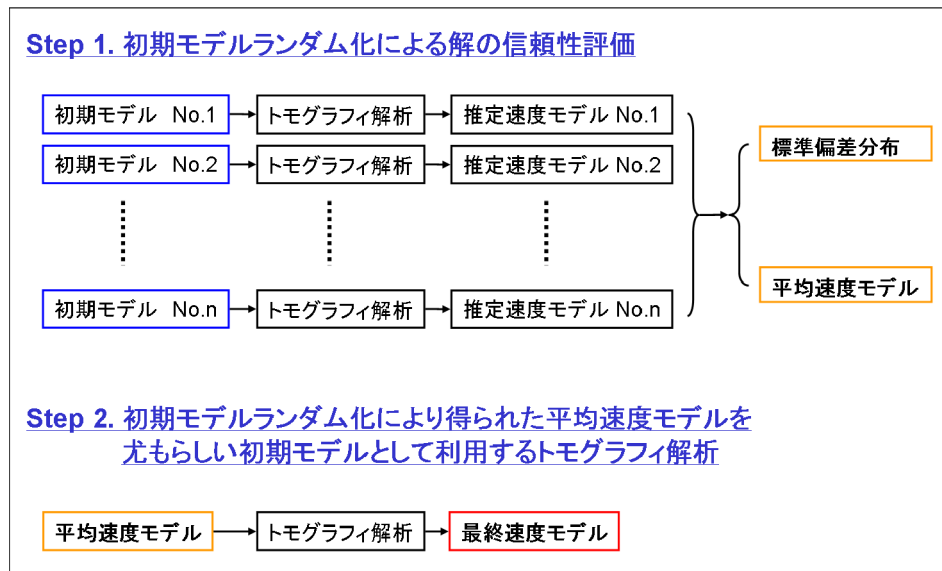 Step 1. 初期モデルランダム化による解の信頼性評価
初期モデル No.1
トモグラフィ解析
推定速度モデル No.1
初期モデル No.2
トモグラフィ解析
推定速度モデル No.2
初期モデル No.n
トモグラフィ解析
推定速度モデル No.n
標準偏差分布
平均速度モデル
Step 2. 初期モデルランダム化により得られた平均速度モデルを
尤もらしい初期モデルとして利用するトモグラフィ解析
平均速度モデル
トモグラフィ解析
最終速度モデル